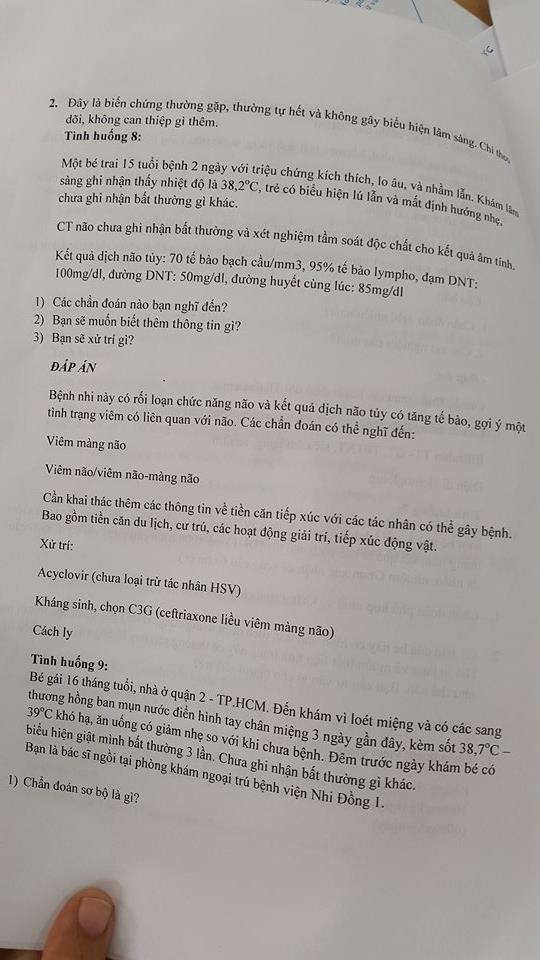 2. Đây là biến chứng thường gặp, thường tự hết và không gây biểu hiện lâm sàng. Chỉ theo
dõi, không can thiệp gì thêm.
Tình huống 8:
Một bé trai 15 tuổi bệnh 2 ngày với triệu chứng kích thích, lo âu, và nhầm lẫn. Khám lâm
sàng ghi nhận thấy nhiệt độ là 38,2°C, trẻ có biểu hiện lú lẫn và mất định hướng nhẹ,
chưa ghi nhận bất thường gì khác.
CT não chưa ghi nhận bất thường và xét nghiệm tầm soát độc chất cho kết quả âm tính.
Kết quả dịch não tủy: 70 tế bào bạch cầu/mm3, 95% tế bào lympho, đạm DNT:
100mg/dl, đường DNT: 50mg/dl, đường huyết cùng lúc: 85mg/dl
1) Các chẩn đoán nào bạn nghĩ đến?
2) Bạn sẽ muốn biết thêm thông tin gì?
3) Bạn sẽ xử trí gì?
ĐÁP ÁN
Bệnh nhi này có rối loạn chức năng não và kết quả dịch não tủy có tăng tế bào, gợi ý một
tình trạng viêm có liên quan với não. Các chẩn đoán có thể nghĩ đến:
Viêm màng não
Viêm não/viêm não-màng não
Cần khai thác thêm các thông tin về tiền căn tiếp xúc với các tác nhân có thể gây bệnh.
Bao gồm tiền căn du lịch, cư trú, các hoạt động giải trí, tiếp xúc động vật.
Xử trí:
Acyclovir (chưa loại trừ tác nhân HSV)
Kháng sinh, chọn C3G (ceftriaxone liều viêm màng não)
Cách ly
Tình huống 9:
Bé gái 16 tháng tuổi, nhà ở quận 2 - TP.HCM. Đến khám vì loét miệng và có các sang
thương hồng ban mụn nước điển hình tay chân miệng 3 ngày gần đây, kèm sốt 38,7°C –
39°C khó hạ, ăn uống có giảm nhẹ so với khi chưa bệnh. Đêm trước ngày khám bé có
biểu hiện giật mình bất thường 3 lần. Chưa ghi nhận bất thường gì khác.
Bạn là bác sĩ ngồi tại phòng khám ngoại trú bệnh viện Nhi Đồng 1.
1) Chẩn đoán sơ bộ là gì?